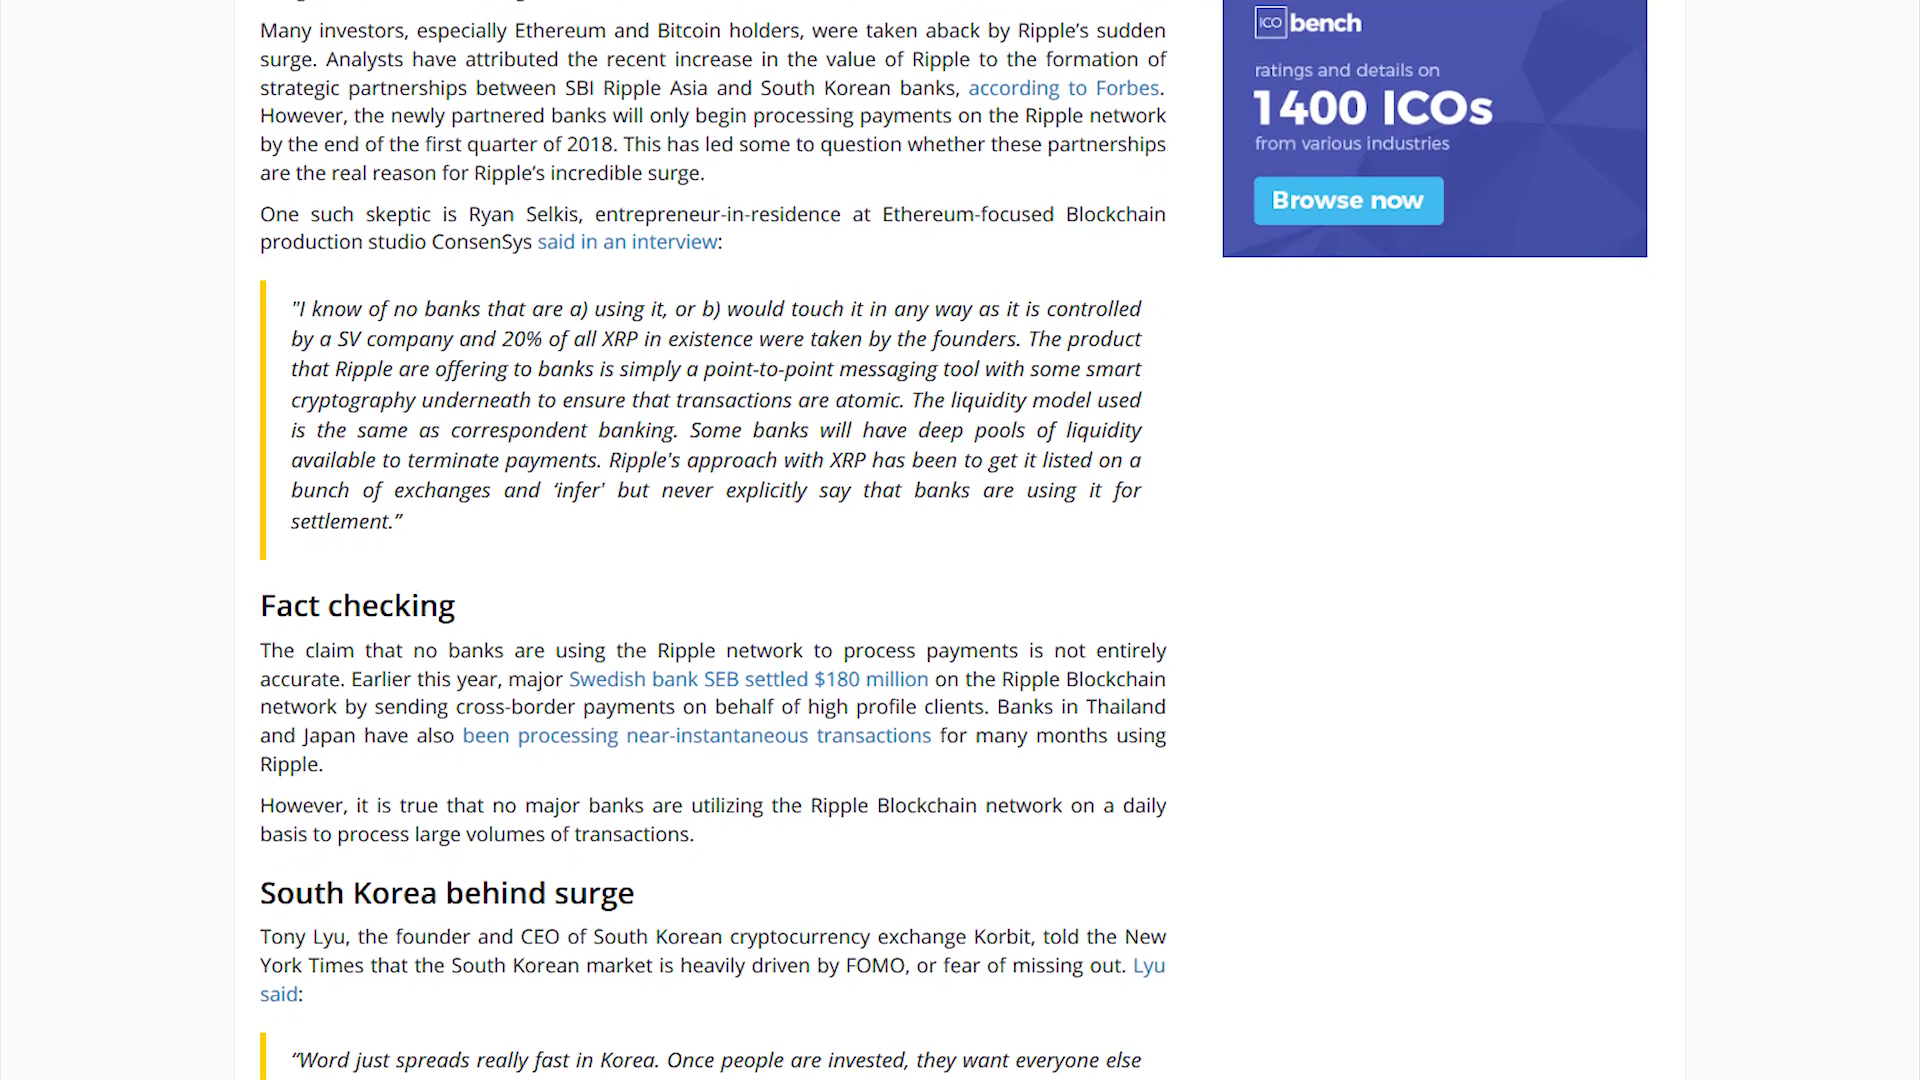 Many investors, especially Ethereum and Bitcoin holders, were taken aback by Ripple’s sudden
surge. Analysts have attributed the recent increase in the value of Ripple to the formation of
strategic partnerships between SBI Ripple Asia and South Korean banks, according to Forbes.
However, the newly partnered banks will only begin processing payments on the Ripple network
by the end of the first quarter of 2018. This has led some to question whether these partnerships
are the real reason for Ripple’s incredible surge.
One such skeptic is Ryan Selkis, entrepreneur-in-residence at Ethereum-focused Blockchain
production studio ConsenSys said in an interview:
"I know of no banks that are a) using it, or b) would touch it in any way as it is controlled
by a SV company and 20% of all XRP in existence were taken by the founders. The product
that Ripple are offering to banks is simply a point-to-point messaging tool with some smart
cryptography underneath to ensure that transactions are atomic. The liquidity model used
is the same as correspondent banking. Some banks will have deep pools of liquidity
available to terminate payments. Ripple's approach with XRP has been to get it listed on a
bunch of exchanges and ‘infer' but never explicitly say that banks are using it for
settlement.”
Fact checking
The claim that no banks are using the Ripple network to process payments is not entirely
accurate. Earlier this year, major Swedish bank SEB settled $180 million on the Ripple Blockchain
network by sending cross-border payments on behalf of high profile clients. Banks in Thailand
and Japan have also been processing near-instantaneous transactions for many months using
Ripple.
However, it is true that no major banks are utilizing the Ripple Blockchain network on a daily
basis to process large volumes of transactions.
South Korea behind surge
Tony Lyu, the founder and CEO of South Korean cryptocurrency exchange Korbit, told the New
York Times that the South Korean market is heavily driven by FOMO, or fear of missing out. Lyu
said:
“Word just spreads really fast in Korea. Once people are invested, they want everyone else
ICO bench
ratings and details on
1400 ICOs
from various industries
Browse now